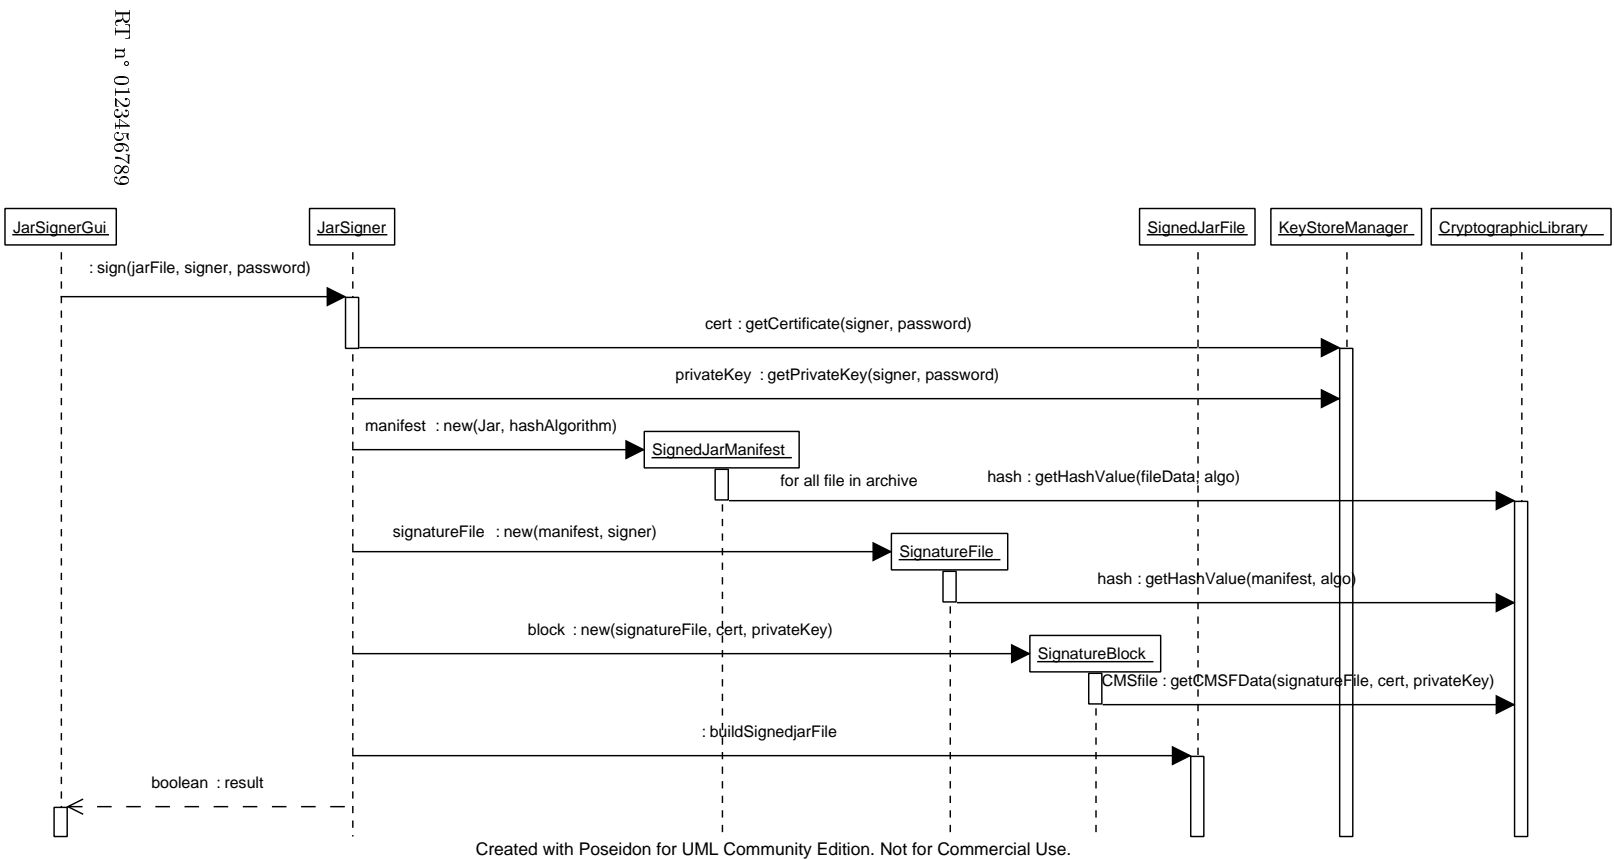 RT n° 0123456789
JarSignerGui
JarSigner
SignedJarFile
KeyStoreManager
CryptographicLibrary
: sign(jarFile, signer, password)
cert : getCertificate(signer, password)
privateKey : getPrivateKey(signer, password)
manifest : new(Jar, hashAlgorithm)
SignedJarManifest
for all file in archive
hash : getHashValue(fileData, algo)
signatureFile : new(manifest, signer)
SignatureFile
hash : getHashValue(manifest, algo)
block : new(signatureFile, cert, privateKey)
SignatureBlock
CMSfile : getCMSFData(signatureFile, cert, privateKey)
: buildSignedjarFile
boolean : result
Created with Poseidon for UML Community Edition. Not for Commercial Use.